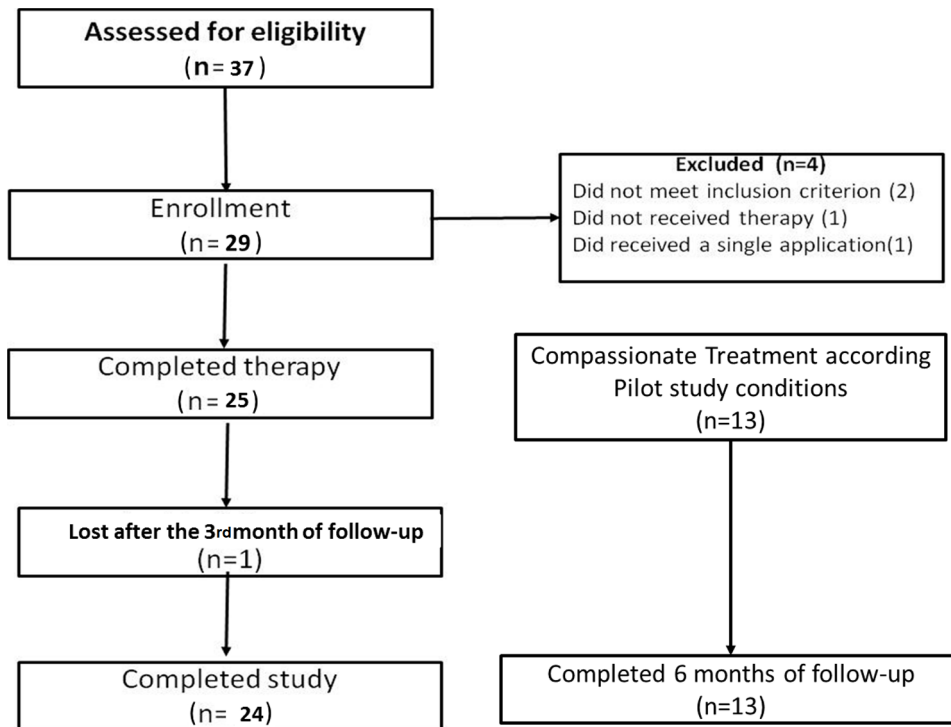 Assessed for eligibility
(n= 37)
Enrollment
(n= 29)
Excluded (n=4)
Did not meet inclusion criterion (2)
Did not received therapy (1)
Did received a single application(1)
Completed therapy
(n= 25)
Compassionate Treatment according
Pilot study conditions
(n=13)
Lost after the 3rd month of follow-up
(n=1)
Completed study
(n= 24)
Completed 6 months of follow-up
(n=13)